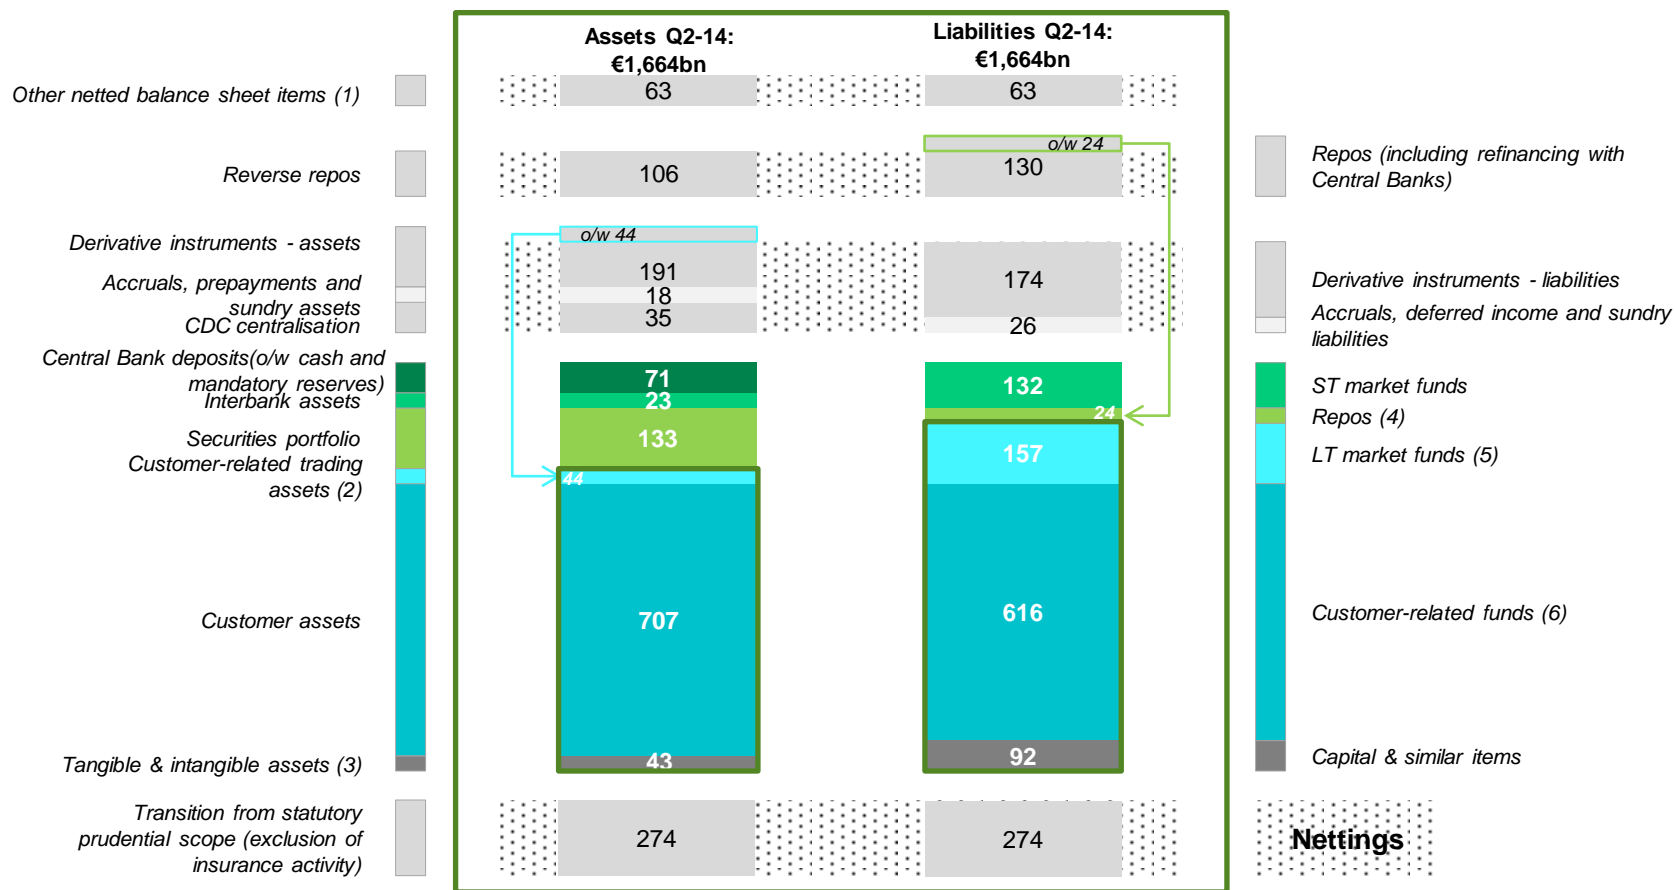 Assets Q2-14:
€1,664bn
Liabilities Q2-14:
€1,664bn
Other netted balance sheet items (1)
63
63
Reverse repos
106
o/w 24
130
Repos (including refinancing with
Central Banks)
Derivative instruments - assets
Accruals, prepayments and
sundry assets
CDC centralisation
o/w 44
191
18
35
174
26
Derivative instruments - liabilities
Accruals, deferred income and sundry
liabilities
Central Bank deposits(o/w cash and
mandatory reserves)
Interbank assets
Securities portfolio
Customer-related trading
assets (2)
71
23
133
44
132
24
157
ST market funds
Repos (4)
LT market funds (5)
Customer assets
707
616
Customer-related funds (6)
Tangible & intangible assets (3)
43
92
Capital & similar items
Transition from statutory
prudential scope (exclusion of
insurance activity)
274
274
Nettings